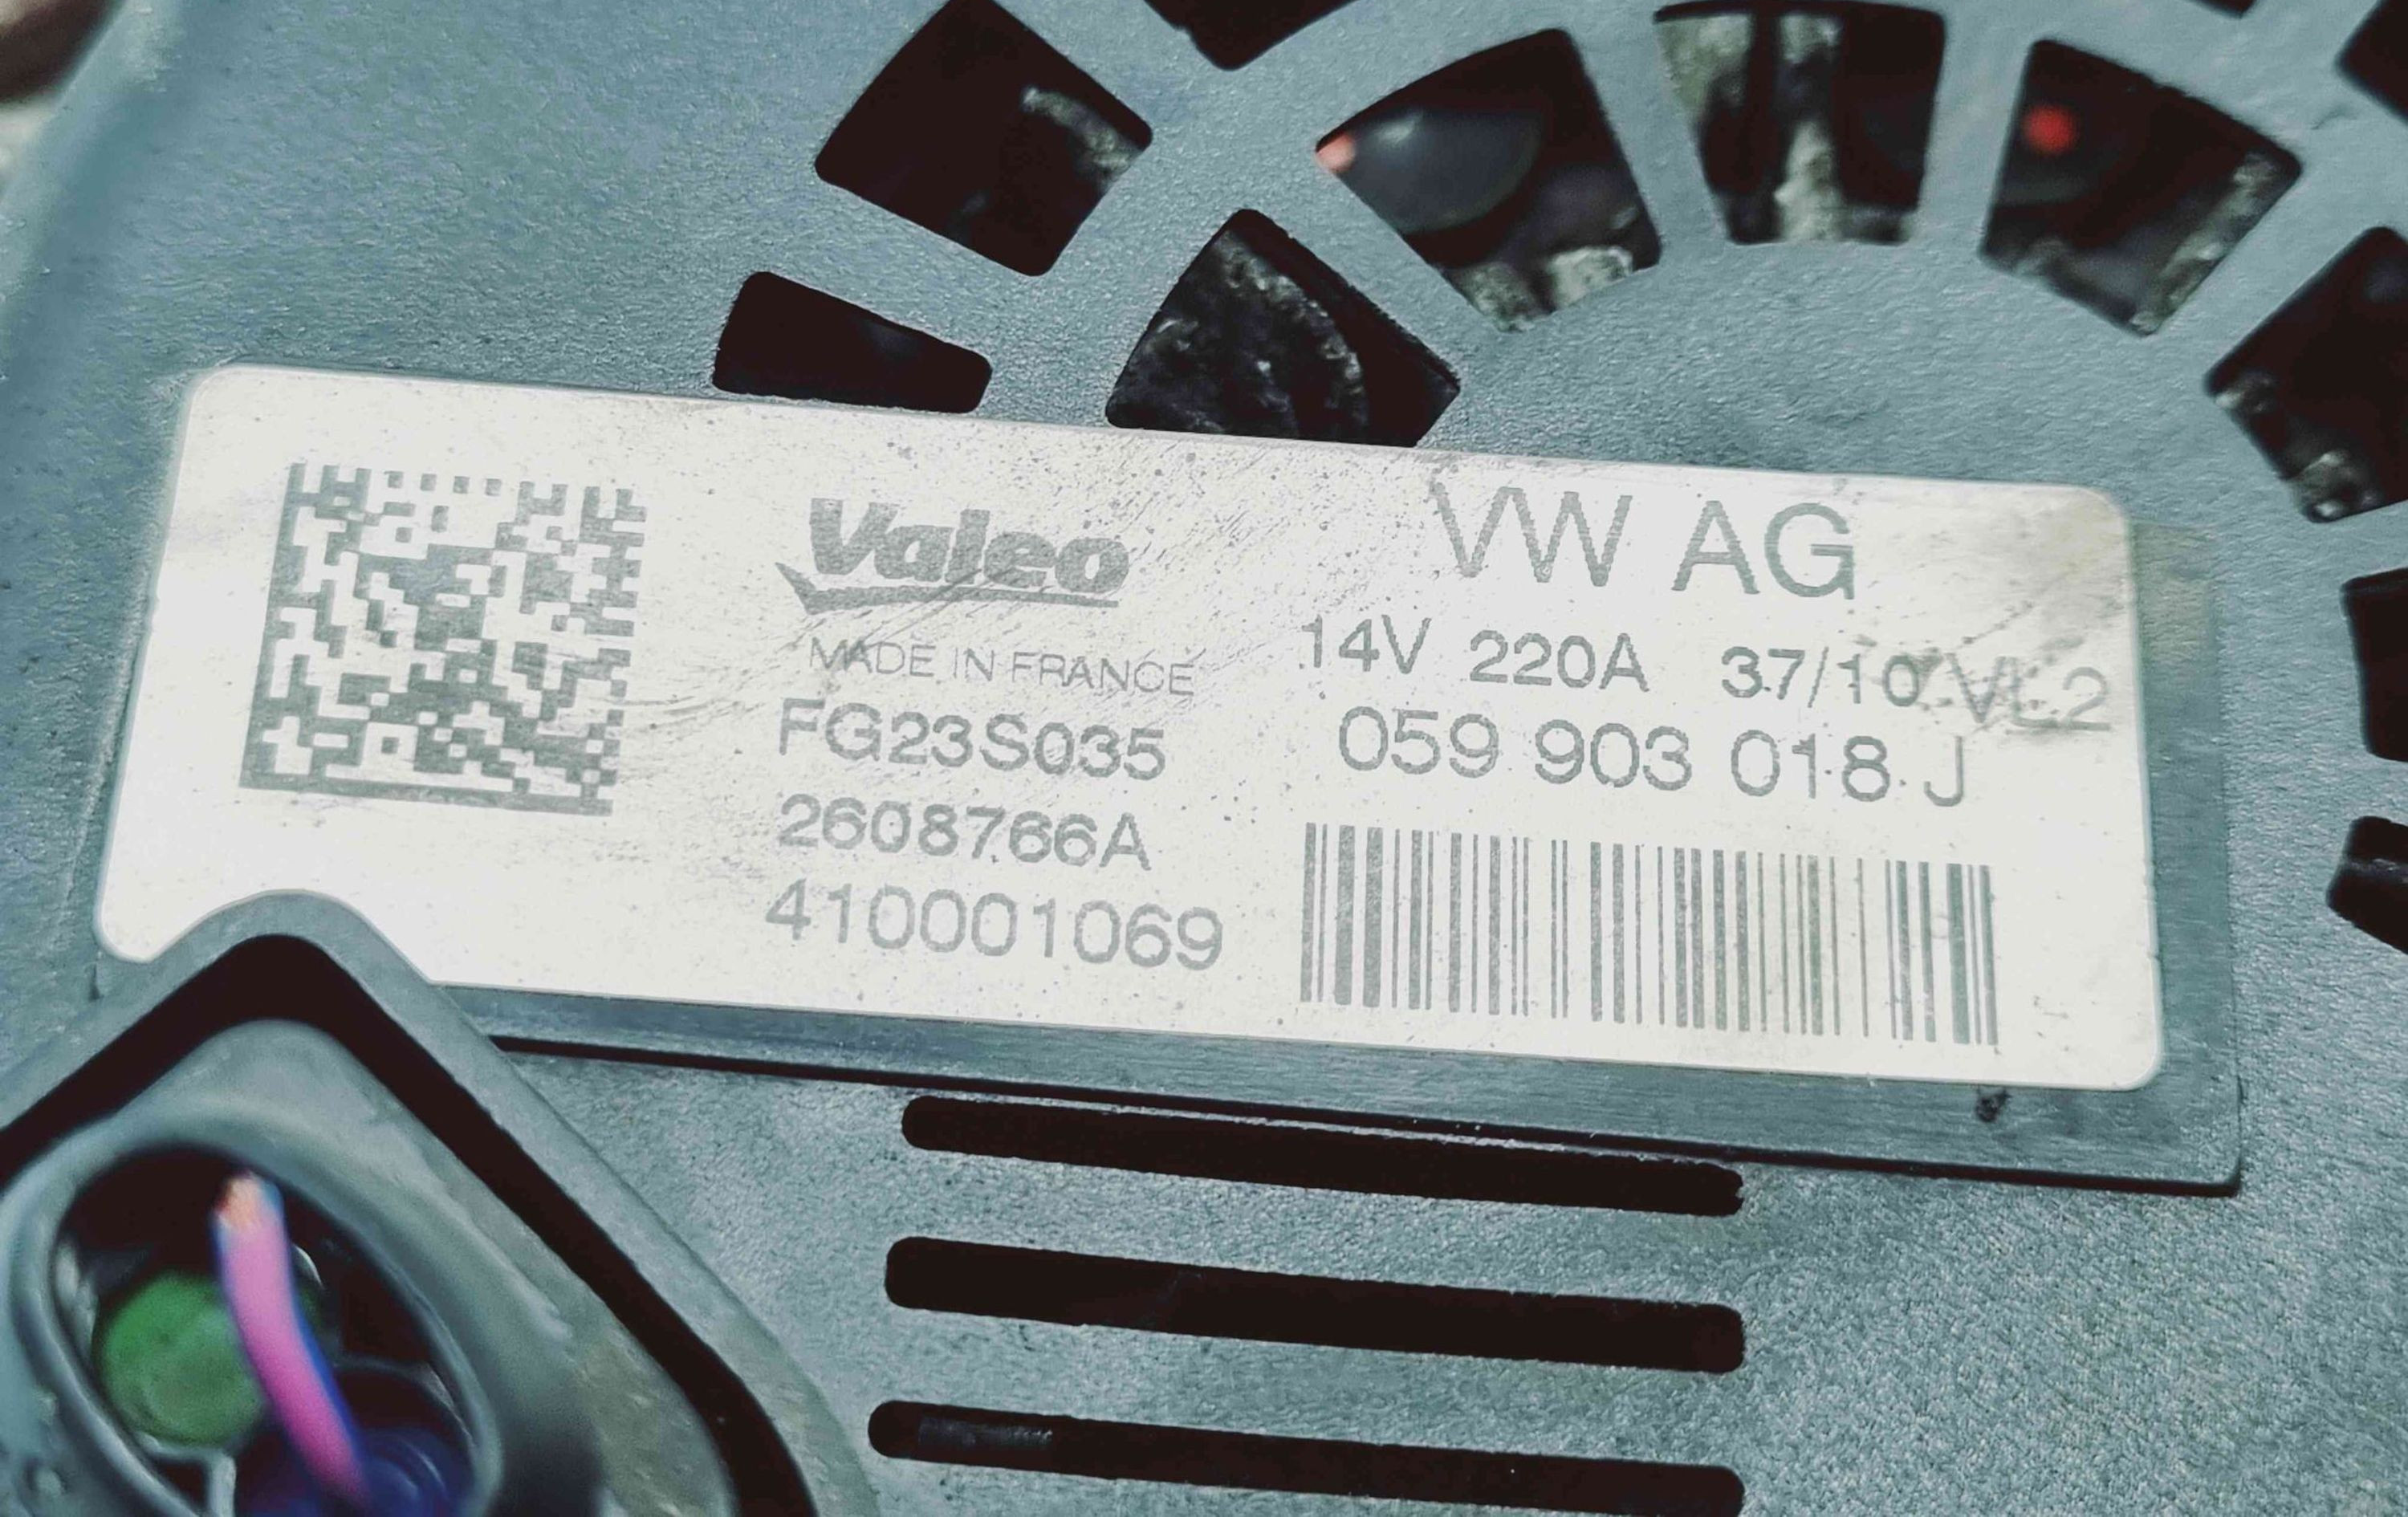 Valeo
MADE IN FRANCE
FG23S035
2608766A
410001069
VW AG
14V 220A 37/10 VL2
059 903 018 J